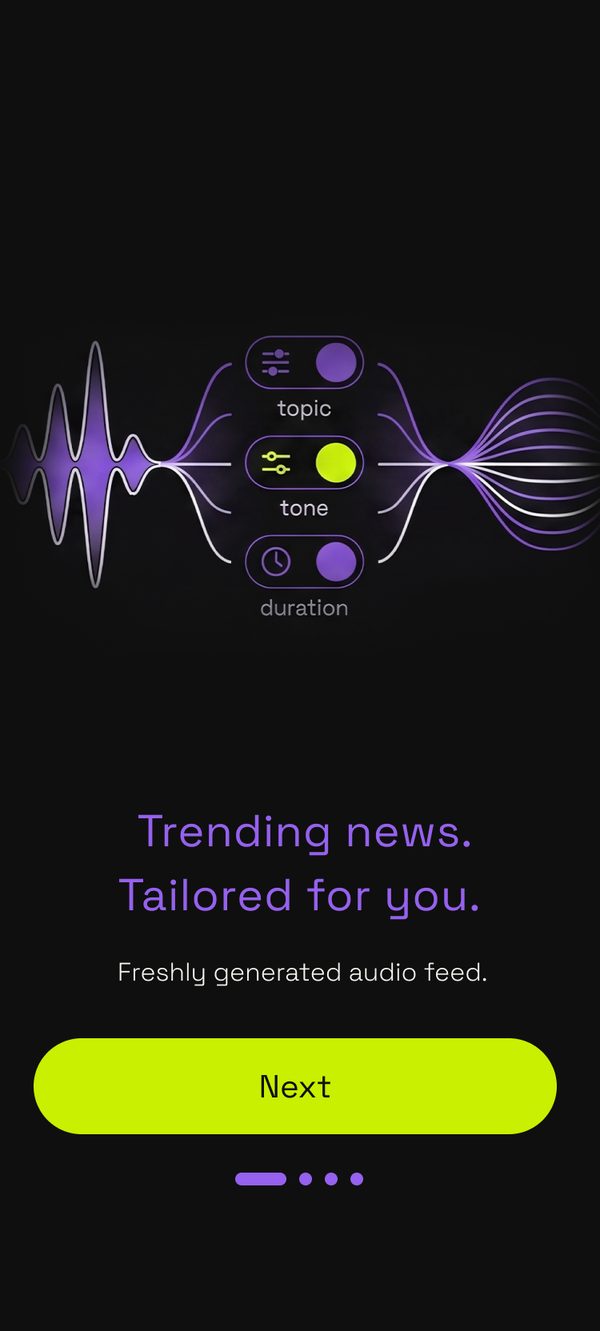 topic
tone
duration
Trending news.
Tailored for you.
Freshly generated audio feed.
Next